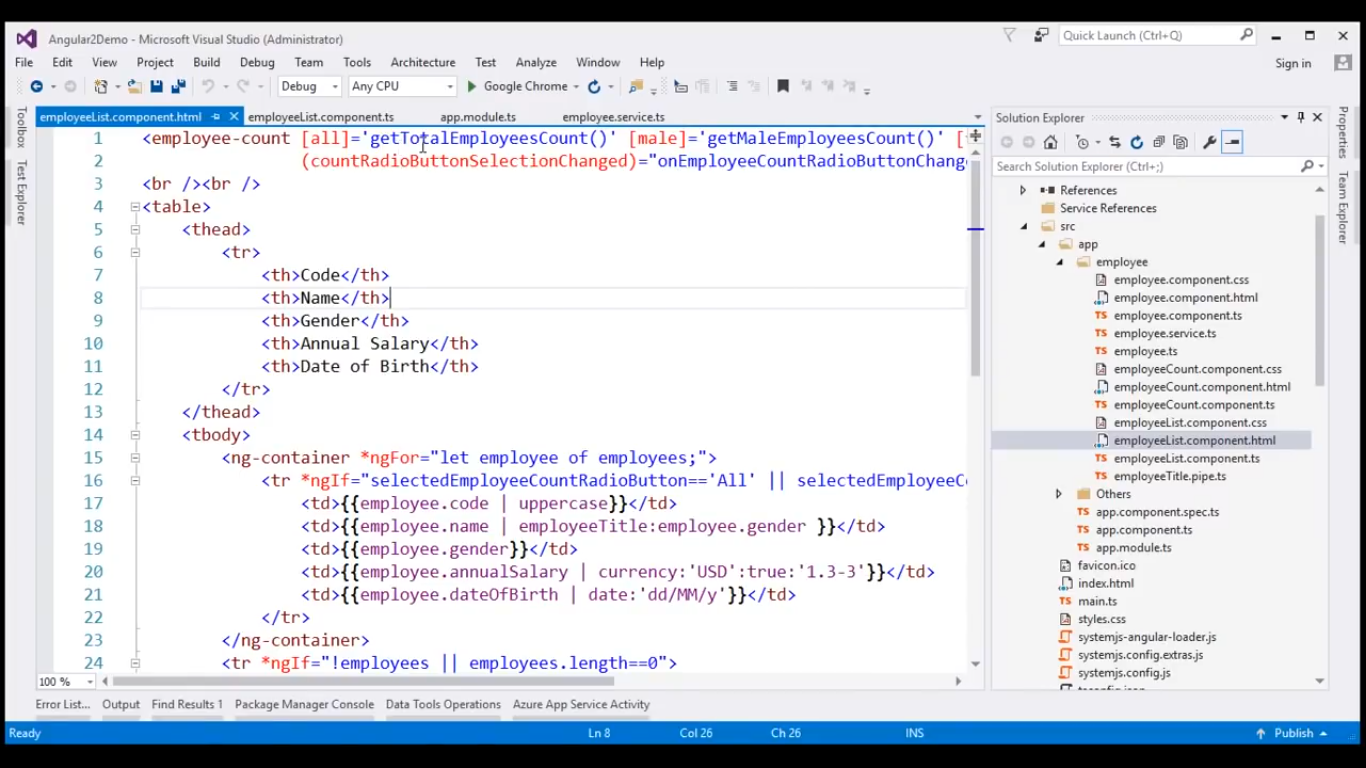 Angular2Demo - Microsoft Visual Studio (Administrator)
Quick Launch (Ctrl+Q)
File Edit View Project Build Debug Team Tools Architecture Test Analyze Window Help
Sign in
Debug Any CPU Google Chrome
Toolbox
Test Explorer
employeeList.component.html employeeList.component.ts app.module.ts employee.service.ts
1 <employee-count [all]='getTotalEmployeesCount()' [male]='getMaleEmployeesCount()' [
2 (countRadioButtonSelectionChanged)="onEmployeeCountRadioButtonChange
3 <br /><br />
4 <table>
5 <thead>
6 <tr>
7 <th>Code</th>
8 <th>Name</th>
9 <th>Gender</th>
10 <th>Annual Salary</th>
11 <th>Date of Birth</th>
12 </tr>
13 </thead>
14 <tbody>
15 <ng-container *ngFor="let employee of employees;">
16 <tr *ngIf="selectedEmployeeCountRadioButton=='All' || selectedEmployeeC
17 <td>{{employee.code | uppercase}}</td>
18 <td>{{employee.name | employeeTitle:employee.gender }}</td>
19 <td>{{employee.gender}}</td>
20 <td>{{employee.annualSalary | currency:'USD':true:'1.3-3'}}</td>
21 <td>{{employee.dateOfBirth | date:'dd/MM/y'}}</td>
22 </tr>
23 </ng-container>
24 <tr *ngIf="!employees || employees.length==0">
100 %
Solution Explorer
Search Solution Explorer (Ctrl+;)
References
Service References
src
app
employee
employee.component.css
employee.component.html
employee.component.ts
employee.service.ts
employee.ts
employeeCount.component.css
employeeCount.component.html
employeeCount.component.ts
employeeList.component.css
employeeList.component.html
employeeList.component.ts
employeeTitle.pipe.ts
Others
app.component.spec.ts
app.component.ts
app.module.ts
favicon.ico
index.html
main.ts
styles.css
systemjs-angular-loader.js
systemjs.config.extras.js
systemjs.config.js
Properties
Team Explorer
Error List... Output Find Results 1 Package Manager Console Data Tools Operations Azure App Service Activity
Ready Ln 8 Col 26 Ch 26 INS Publish